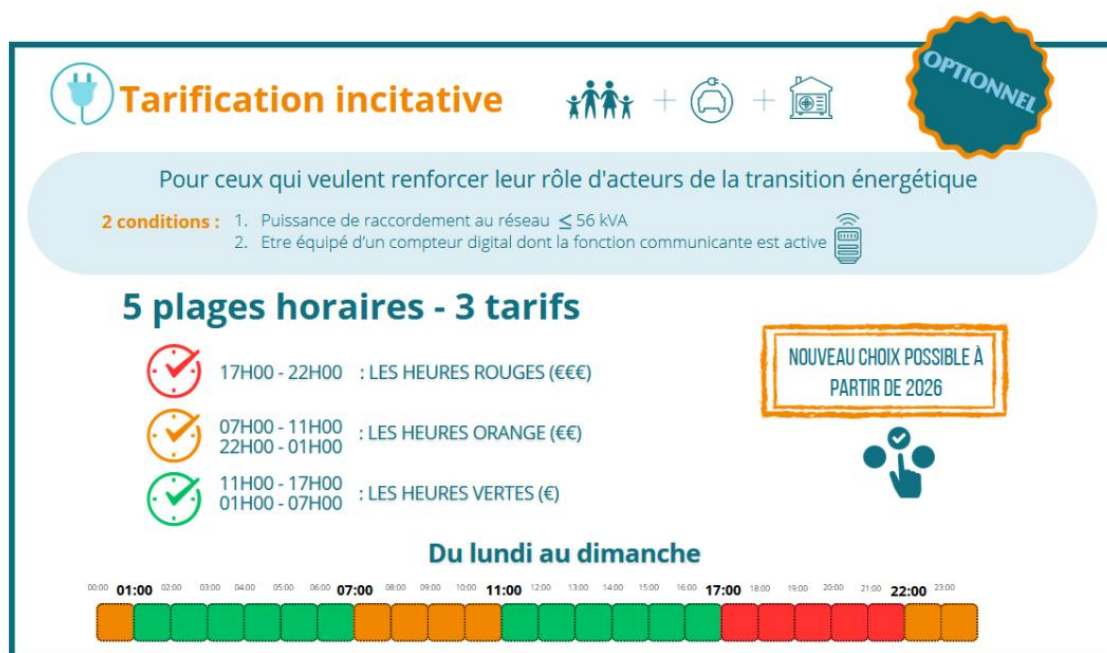 OPTIONNEL
Tarification incitative
Pour ceux qui veulent renforcer leur rôle d'acteurs de la transition énergétique
2 conditions : 1. Puissance de raccordement au réseau ≤ 56 kVA
2. Etre équipé d'un compteur digital dont la fonction communicante est active
5 plages horaires - 3 tarifs
17H00 - 22H00 : LES HEURES ROUGES (€€€)
07H00 - 11H00
22H00 - 01H00 : LES HEURES ORANGE (€€)
11H00 - 17H00
01H00 - 07H00 : LES HEURES VERTES (€)
NOUVEAU CHOIX POSSIBLE À
PARTIR DE 2026
Du lundi au dimanche
00:00 01:00 02:00 03:00 04:00 05:00 06:00 07:00 08:00 09:00 10:00 11:00 12:00 13:00 14:00 15:00 16:00 17:00 18:00 19:00 20:00 21:00 22:00 23:00